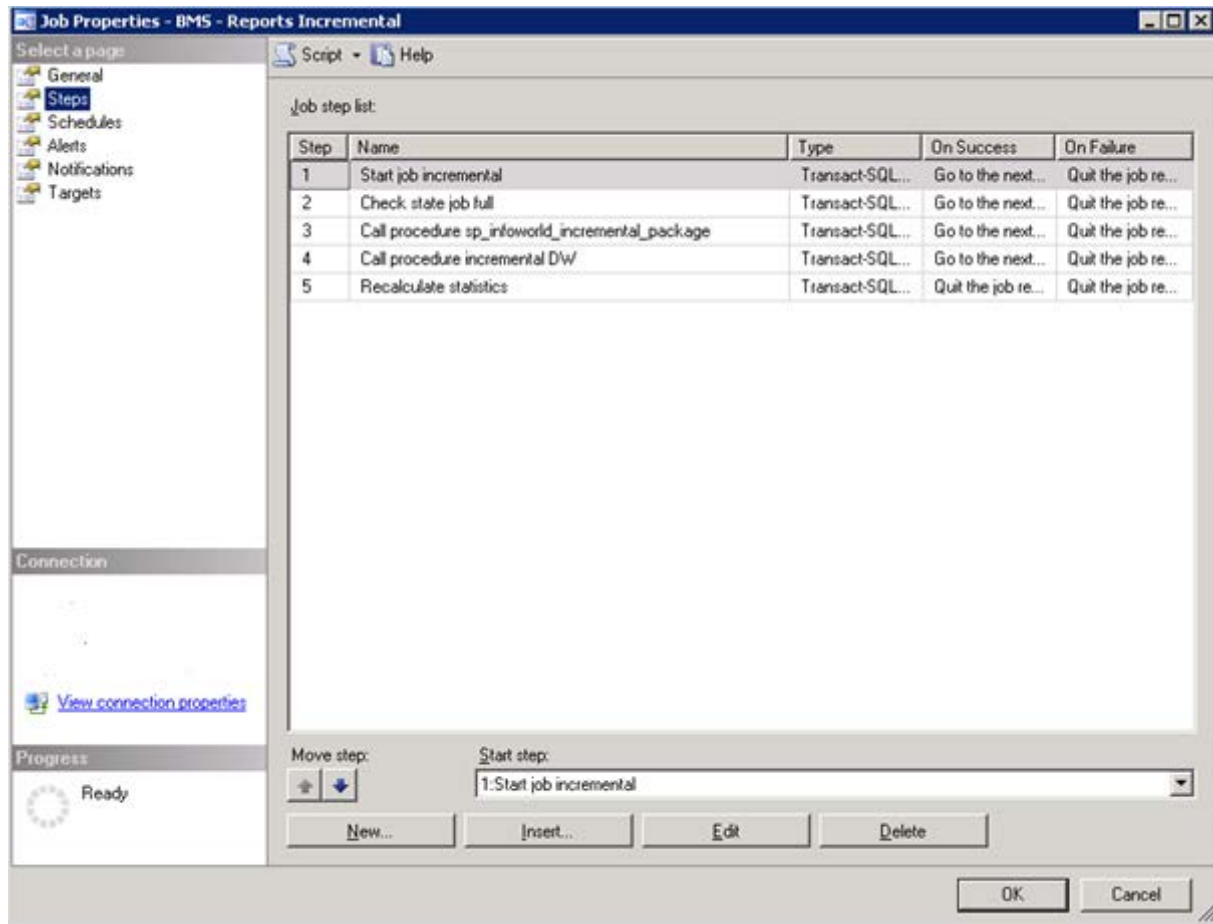 Job Properties - BMS - Reports Incremental
Select a page
General
Steps
Schedules
Alerts
Notifications
Targets
Script Help
Job step list:
Step Name Type On Success On Failure
1 Start job incremental Transact-SQL... Go to the next... Quit the job re...
2 Check state job full Transact-SQL... Go to the next... Quit the job re...
3 Call procedure sp_infoworld_incremental_package Transact-SQL... Go to the next... Quit the job re...
4 Call procedure incremental DW Transact-SQL... Go to the next... Quit the job re...
5 Recalculate statistics Transact-SQL... Quit the job re... Quit the job re...
Connection
View connection properties
Progress
Ready
Move step: Start step:
1:Start job incremental
New... Insert... Edit Delete
OK Cancel